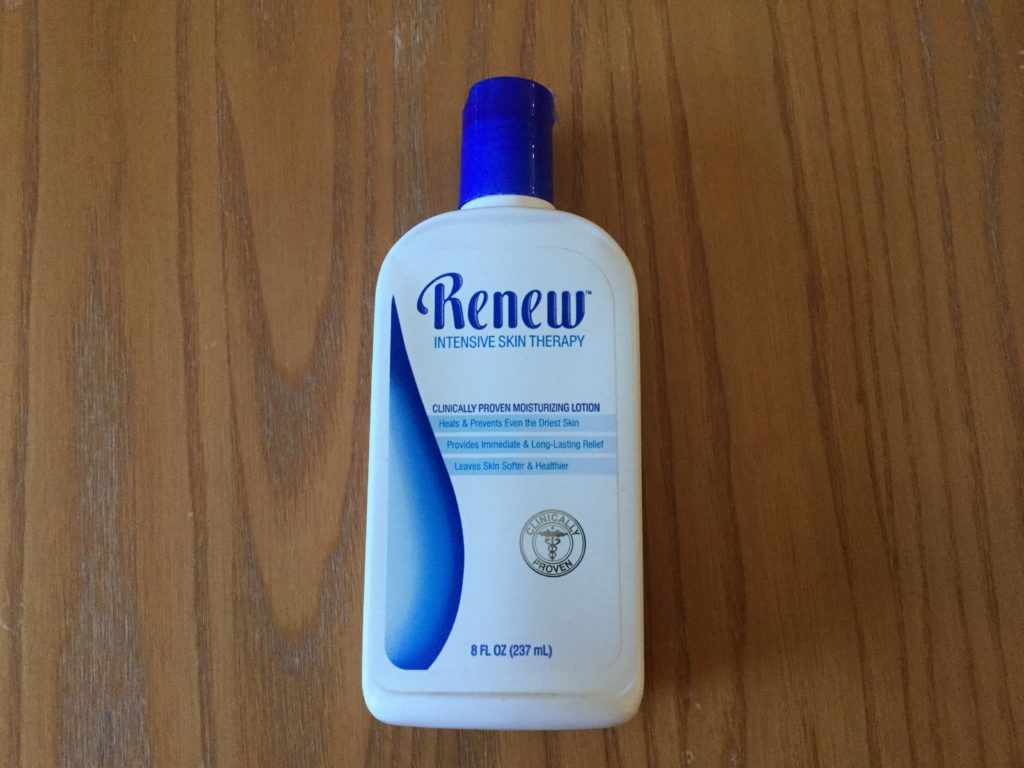 Renew™
INTENSIVE SKIN THERAPY
CLINICALLY PROVEN MOISTURIZING LOTION
Heals & Prevents Even the Driest Skin
Provides Immediate & Long-Lasting Relief
Leaves Skin Softer & Healthier
CLINICALLY
PROVEN
8 FL OZ (237 mL)